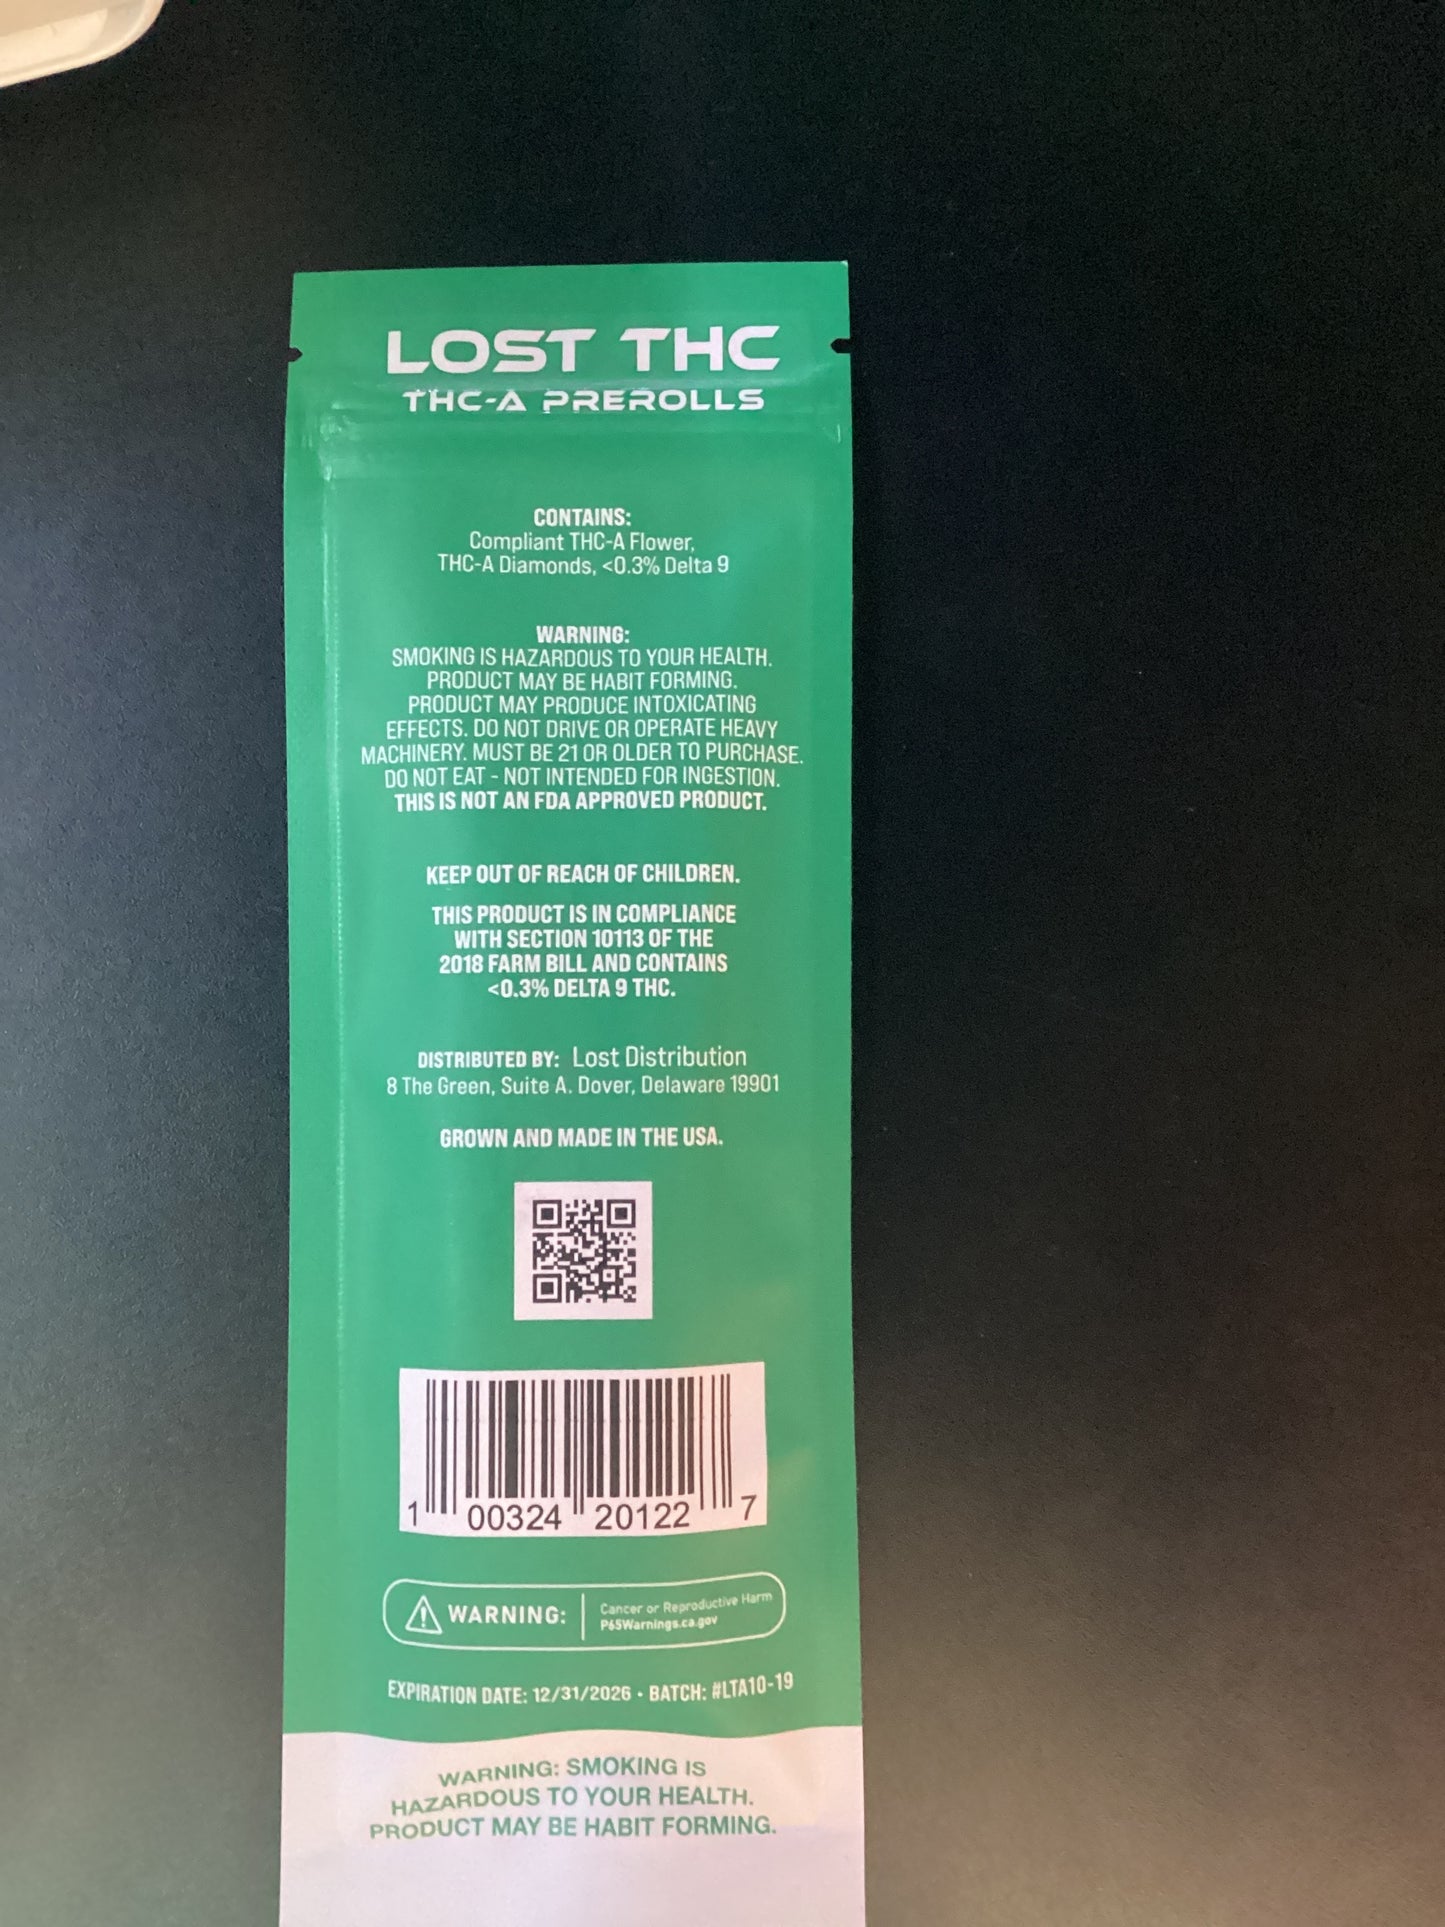 LOST THC
THC-A PREROLLS
CONTAINS:
Compliant THC-A Flower,
THC-A Diamonds, <0.3% Delta 9
WARNING:
SMOKING IS HAZARDOUS TO YOUR HEALTH.
PRODUCT MAY BE HABIT FORMING.
PRODUCT MAY PRODUCE INTOXICATING
EFFECTS. DO NOT DRIVE OR OPERATE HEAVY
MACHINERY. MUST BE 21 OR OLDER TO PURCHASE.
DO NOT EAT - NOT INTENDED FOR INGESTION.
THIS IS NOT AN FDA APPROVED PRODUCT.
KEEP OUT OF REACH OF CHILDREN.
THIS PRODUCT IS IN COMPLIANCE
WITH SECTION 10113 OF THE
2018 FARM BILL AND CONTAINS
<0.3% DELTA 9 THC.
DISTRIBUTED BY: Lost Distribution
8 The Green, Suite A. Dover, Delaware 19901
GROWN AND MADE IN THE USA.
1 00324 20122 7
WARNING: Cancer or Reproductive Harm
P65Warnings.ca.gov
EXPIRATION DATE: 12/31/2026 · BATCH: #LTA10-19
WARNING: SMOKING IS
HAZARDOUS TO YOUR HEALTH.
PRODUCT MAY BE HABIT FORMING.